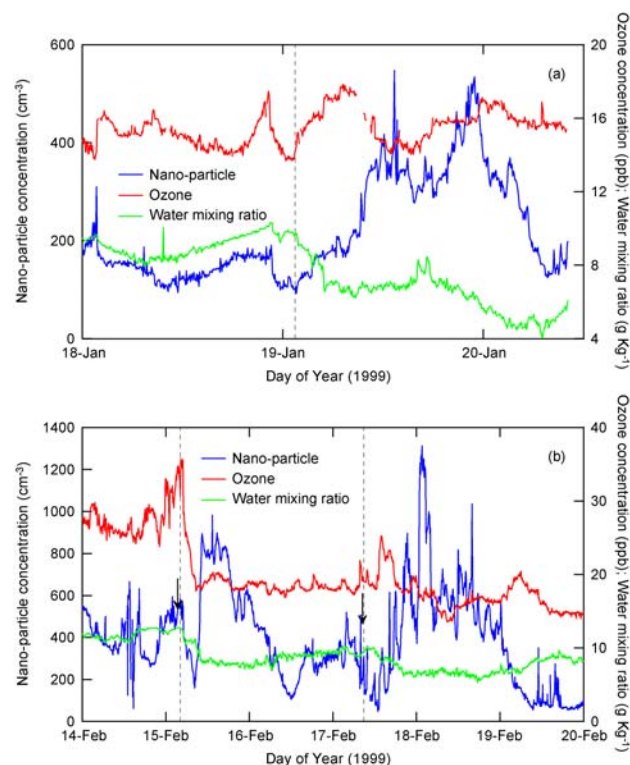 600
500
400
200
0
Nano-particle concentration (cm-3)
(a)
Nano-particle
Ozone
Water mixing ratio
20
16
12
8
4
Ozone concentration (ppb); Water mixing ratio (g Kg-1)
18-Jan
19-Jan
20-Jan
Day of Year (1999)
1400
1200
1000
800
600
400
200
0
Nano-particle concentration (cm-3)
(b)
Nano-particle
Ozone
Water mixing ratio
40
30
20
10
0
Ozone concentration (ppb); Water mixing ratio (g Kg-1)
14-Feb
15-Feb
16-Feb
17-Feb
18-Feb
19-Feb
20-Feb
Day of Year (1999)